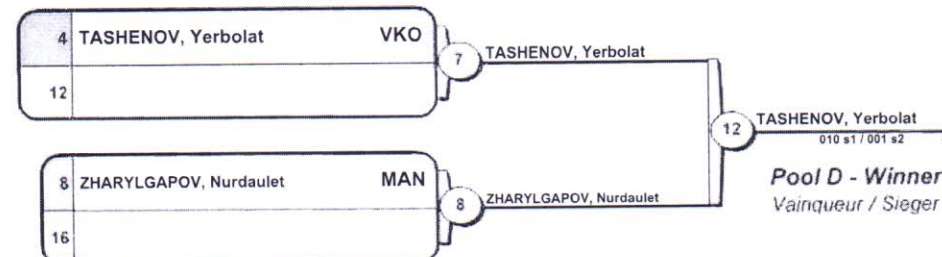 4 TASHENOV, Yerbolat VKO
12
7 TASHENOV, Yerbolat
8 ZHARYLGAPOV, Nurdaulet MAN
16
8 ZHARYLGAPOV, Nurdaulet
12 TASHENOV, Yerbolat
010 s1 / 001 s2
Pool D - Winner
Vainqueur / Sieger